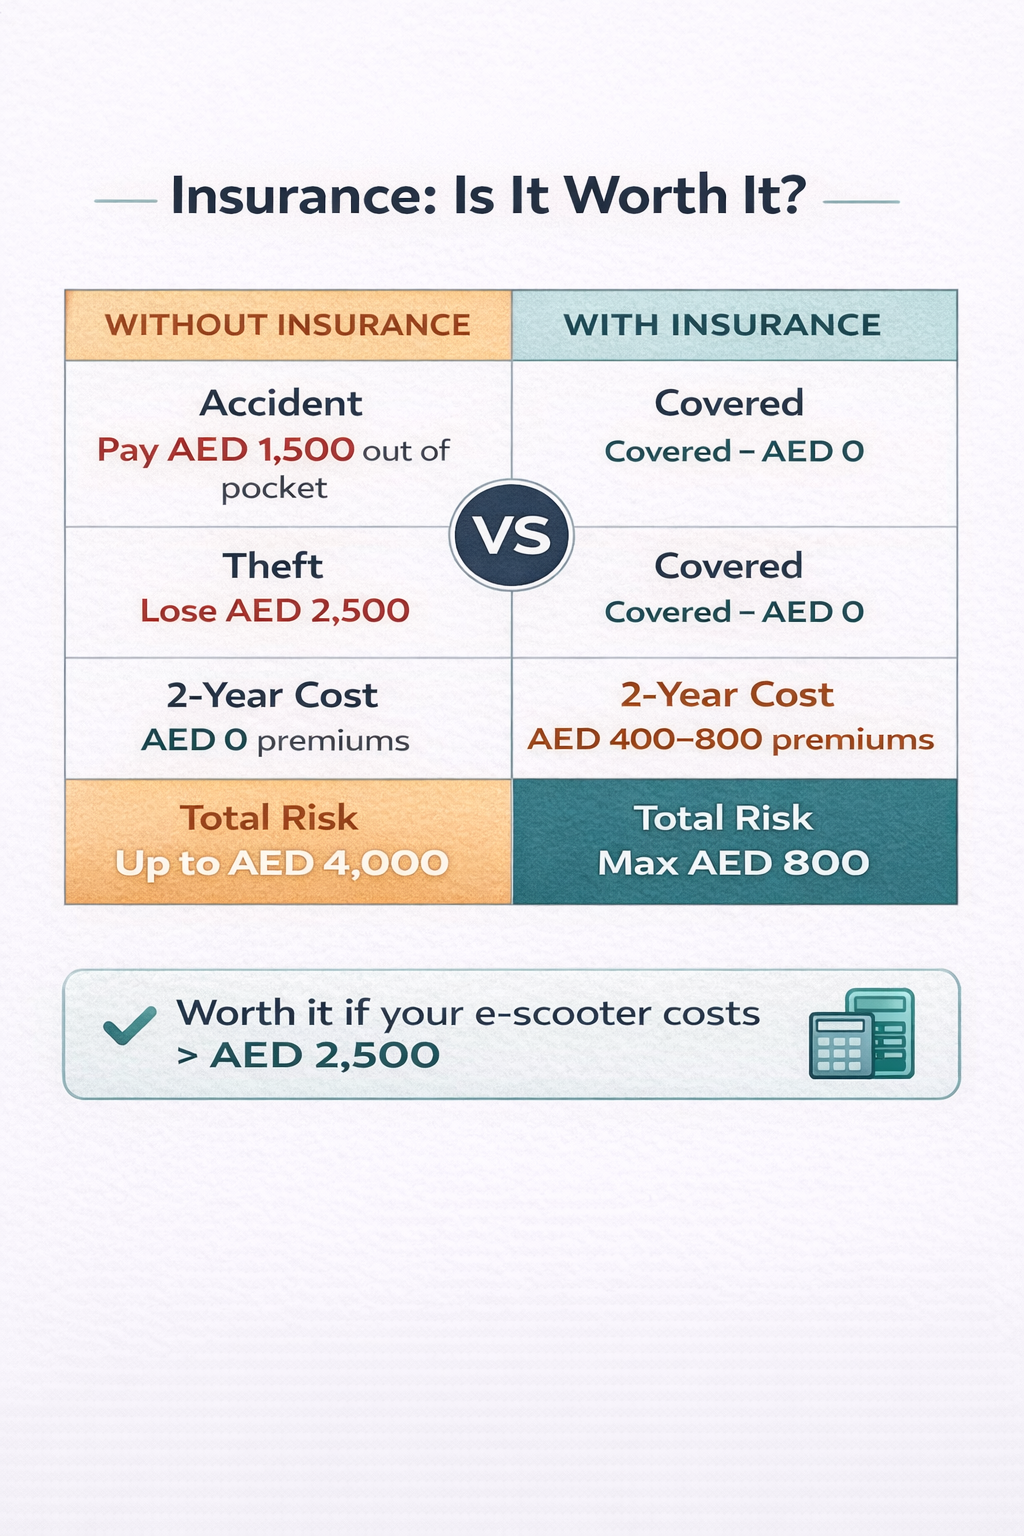 Insurance: Is It Worth It?
WITHOUT INSURANCE
WITH INSURANCE
Accident
Pay AED 1,500 out of
pocket
Covered
Covered – AED 0
VS
Theft
Lose AED 2,500
Covered
Covered – AED 0
2-Year Cost
AED 0 premiums
2-Year Cost
AED 400–800 premiums
Total Risk
Up to AED 4,000
Total Risk
Max AED 800
Worth it if your e-scooter costs
> AED 2,500